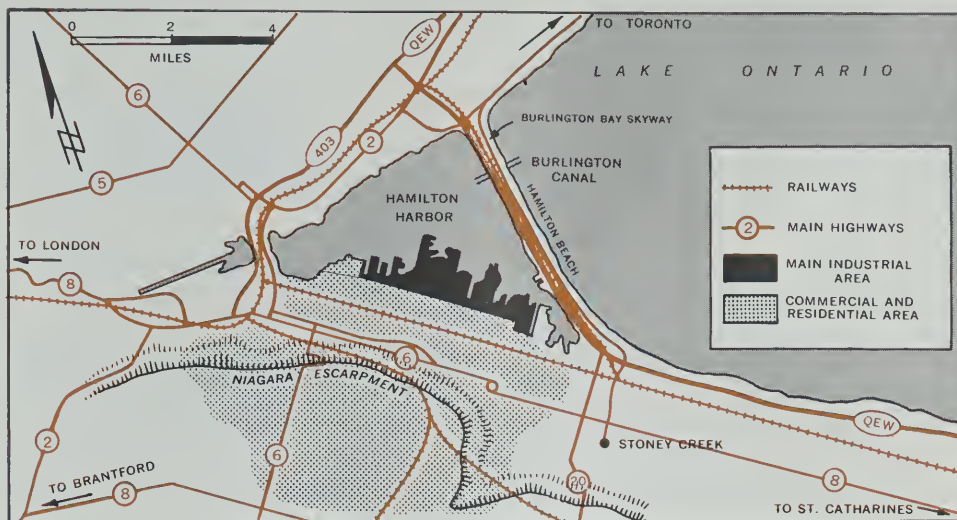 0 2 4
MILES
TO TORONTO
QEW
LAKE ONTARIO
6
BURLINGTON BAY SKYWAY
403
2
BURLINGTON
CANAL
5
HAMILTON
HARBOR
HAMILTON BEACH
RAILWAYS
2
MAIN HIGHWAYS
MAIN INDUSTRIAL
AREA
COMMERCIAL AND
RESIDENTIAL AREA
TO LONDON
8
6
NIAGARA ESCARPMENT
2
6
STONEY CREEK
QEW
TO BRANTFORD
8
20
8
TO ST. CATHARINES